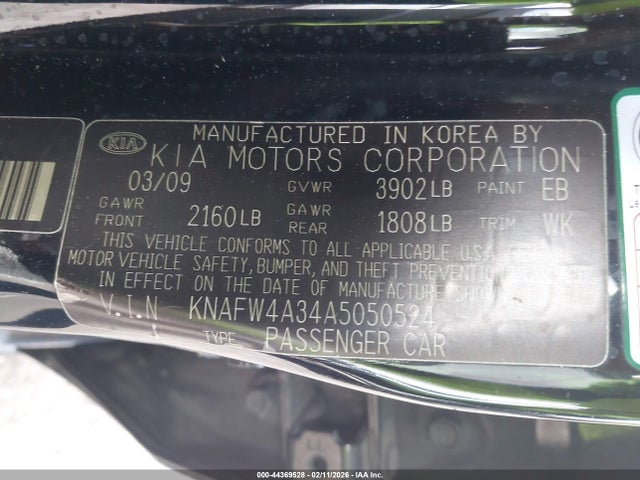 MANUFACTURED IN KOREA BY
KIA KIA MOTORS CORPORATION
03/09 GVWR 3902LB PAINT EB
GAWR FRONT 2160LB GAWR REAR 1808LB TRIM WK
THIS VEHICLE CONFORMS TO ALL APPLICABLE U.S.A
MOTOR VEHICLE SAFETY, BUMPER, AND THEFT PREVENTION
IN EFFECT ON THE DATE OF MANUFACTURE
V.I.N KNAFW4A34A5050524
TYPE PASSENGER CAR
000-44369528 - 02/11/2026 - COPART